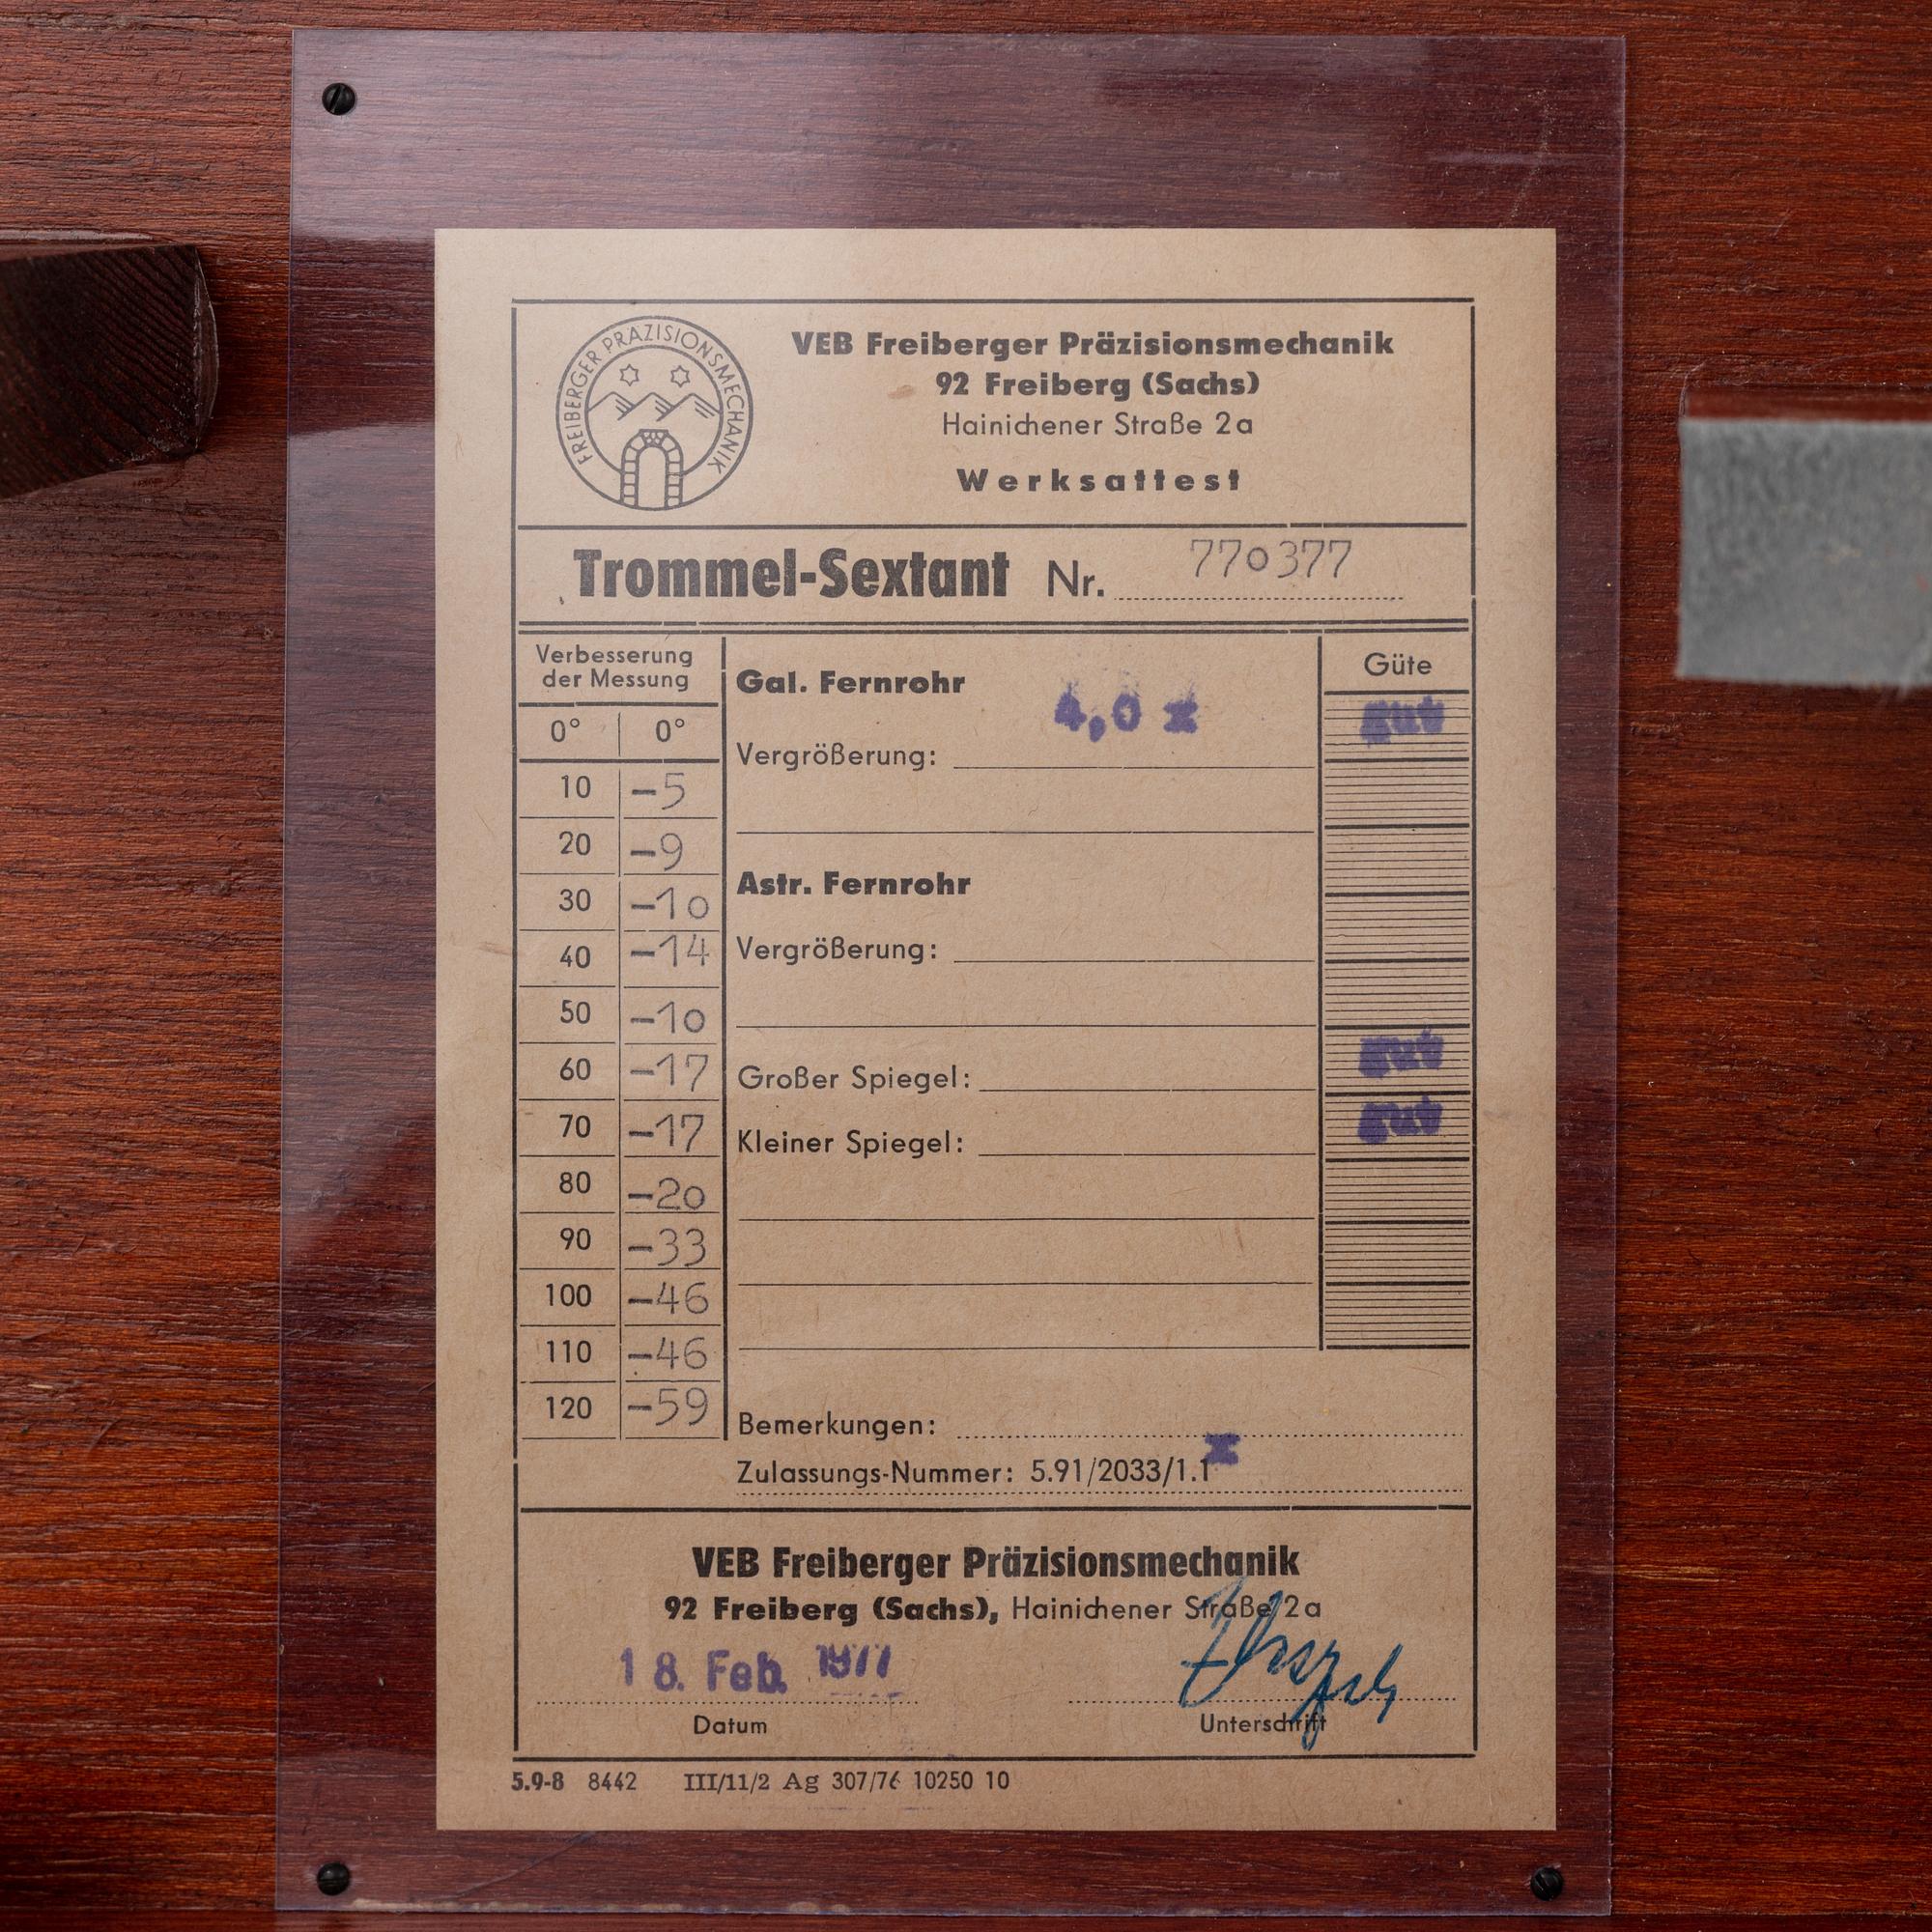 FREIBERGER PRÄZISIONSMECHANIK
VEB Freiberger Präzisionsmechanik
92 Freiberg (Sachs)
Hainichener Straße 2a
Werksattest
Trommel-Sextant Nr. 770377
Verbesserung
der Messung
0° 0°
10 -5
20 -9
30 -10
40 -14
50 -10
60 -17
70 -17
80 -20
90 -33
100 -46
110 -46
120 -59
Gal. Fernrohr
4,0 x
Vergrößerung:
Astr. Fernrohr
Vergrößerung:
Großer Spiegel:
Kleiner Spiegel:
Güte
gut
gut
gut
Bemerkungen:
Zulassungs-Nummer: 5.91/2033/1.1 x
VEB Freiberger Präzisionsmechanik
92 Freiberg (Sachs), Hainichener Straße 2a
18. Feb. 1977
Datum
Unterschrift
5.9-8 8442 III/11/2 Ag 307/76 10250 10